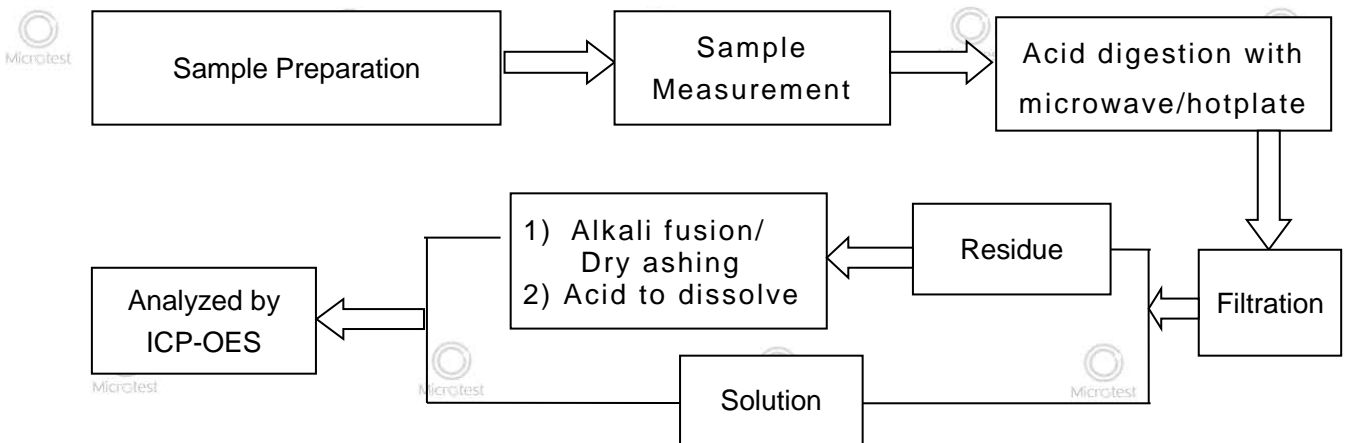 Microtest
Sample Preparation
Sample
Measurement
Acid digestion with
microwave/hotplate
1) Alkali fusion/
Dry ashing
2) Acid to dissolve
Residue
Filtration
Analyzed by
ICP-OES
Solution
Microtest
Microtest
Microtest